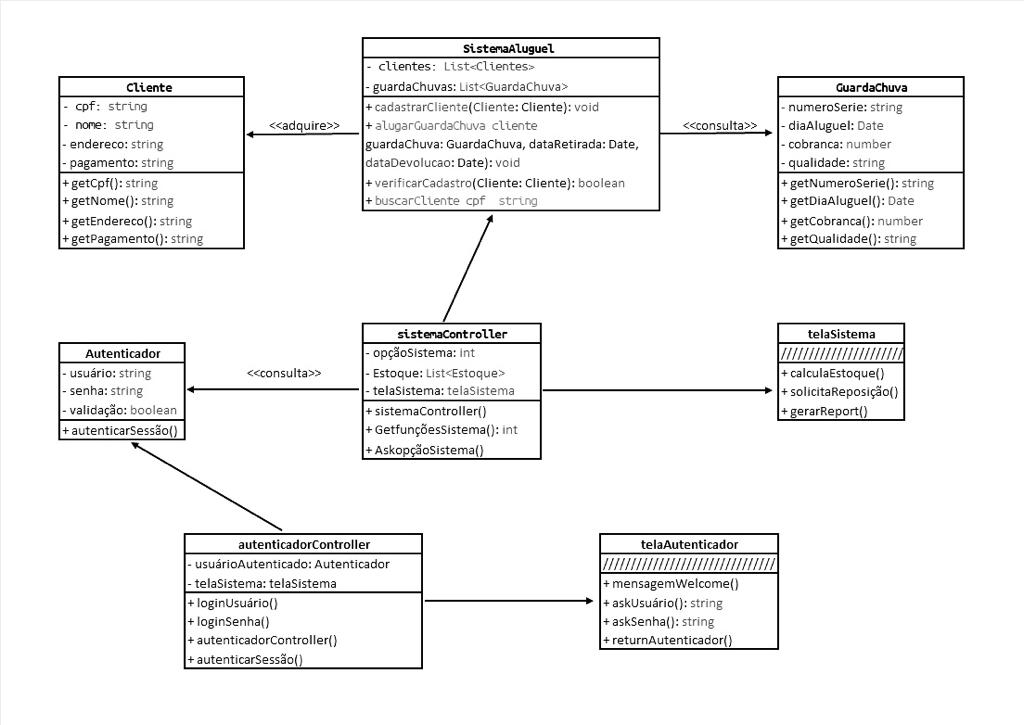 SistemaAluguel
- clientes: List<Clientes>
- guardaChuvas: List<GuardaChuva>
+ cadastrarCliente(Cliente: Cliente): void
+ alugarGuardaChuva cliente
guardaChuva: GuardaChuva, dataRetirada: Date,
dataDevolucao: Date): void
+ verificarCadastro(Cliente: Cliente): boolean
+ buscarCliente cpf string
Cliente
- cpf: string
- nome: string
- endereco: string
- pagamento: string
+ getCpf(): string
+ getNome(): string
+ getEndereco(): string
+ getPagamento(): string
<<adquire>>
<<consulta>>
GuardaChuva
- numeroSerie: string
- diaAluguel: Date
- cobranca: number
- qualidade: string
+ getNumeroSerie(): string
+ getDiaAluguel(): Date
+ getCobranca(): number
+ getQualidade(): string
Autenticador
- usuário: string
- senha: string
- validação: boolean
+ autenticarSessão()
<<consulta>>
sistemaController
- opçãoSistema: int
- Estoque: List<Estoque>
- telaSistema: telaSistema
+ sistemaController()
+ GetfunçõesSistema(): int
+ AskopçãoSistema()
telaSistema
//////////////////////
+ calculaEstoque()
+ solicitaReposição()
+ gerarReport()
autenticadorController
- usuárioAutenticado: Autenticador
- telaSistema: telaSistema
+ loginUsuário()
+ loginSenha()
+ autenticadorController()
+ autenticarSessão()
telaAutenticador
///////////////////////////////
+ mensagemWelcome()
+ askUsuário(): string
+ askSenha(): string
+ returnAutenticador()